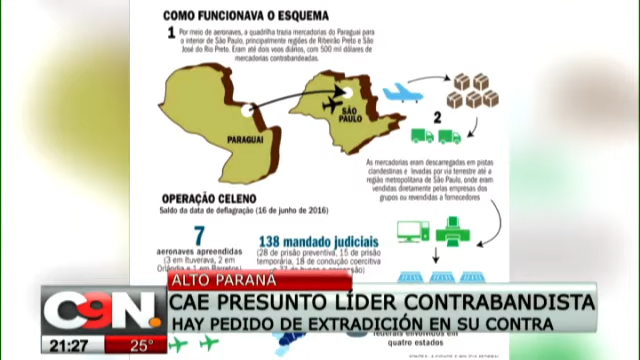 COMO FUNCIONAVA O ESQUEMA
1 Por meio de aeronaves, a quadrilha trazia mercadorias do Paraguai para
o interior de São Paulo, principalmente regiões de Ribeirão Preto e São
José do Rio Preto. Eram até dois voos diários, com 500 mil dólares de
mercadorias contrabandeadas.
PARAGUAI
SÃO
PAULO
2
As mercadorias eram descarregadas em pistas
clandestinas e levadas por via terrestre até a
região metropolitana de São Paulo, onde eram
vendidas diretamente pelas empresas dos
grupos ou revendidas a fornecedores
OPERAÇÃO CELENO
Saldo da data de deflagração (16 de junho de 2016)
7
aeronaves apreendidas
(3 em Ituverava, 2 em
Orlândia e 1 em Barretos)
138 mandado judiciais
(28 de prisão preventiva, 15 de prisão
temporária, 18 de condução coercitiva
ALTO PARANÁ
C9N.
CAE PRESUNTO LÍDER CONTRABANDISTA
HAY PEDIDO DE EXTRADICIÓN EN SU CONTRA
21:27 25°
federais envolvidos em
quatro estados